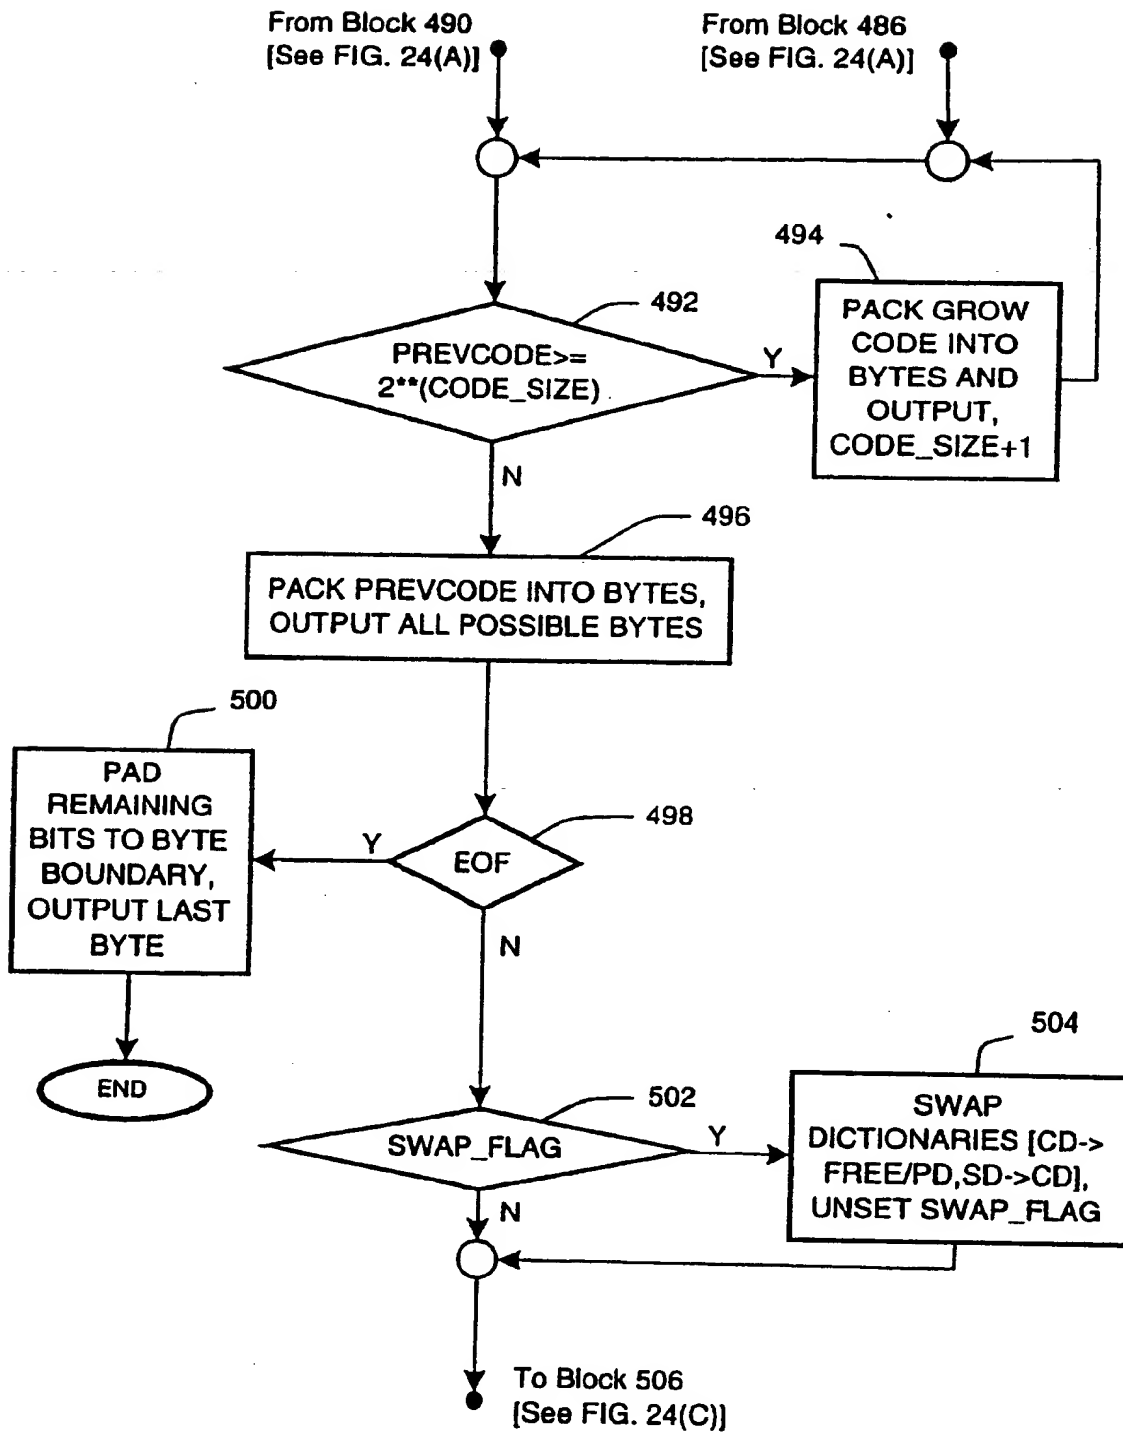 From Block 490
[See FIG. 24(A)]
From Block 486
[See FIG. 24(A)]
494
492
PACK GROW
CODE INTO
BYTES AND
OUTPUT,
CODE_SIZE+1
PREVCODE>=
2**(CODE_SIZE)
Y
N
496
PACK PREVCODE INTO BYTES,
OUTPUT ALL POSSIBLE BYTES
500
PAD
REMAINING
BITS TO BYTE
BOUNDARY,
OUTPUT LAST
BYTE
498
Y
EOF
N
504
END
502
SWAP_FLAG
Y
SWAP
DICTIONARIES [CD->
FREE/PD,SD->CD],
UNSET SWAP_FLAG
N
To Block 506
[See FIG. 24(C)]